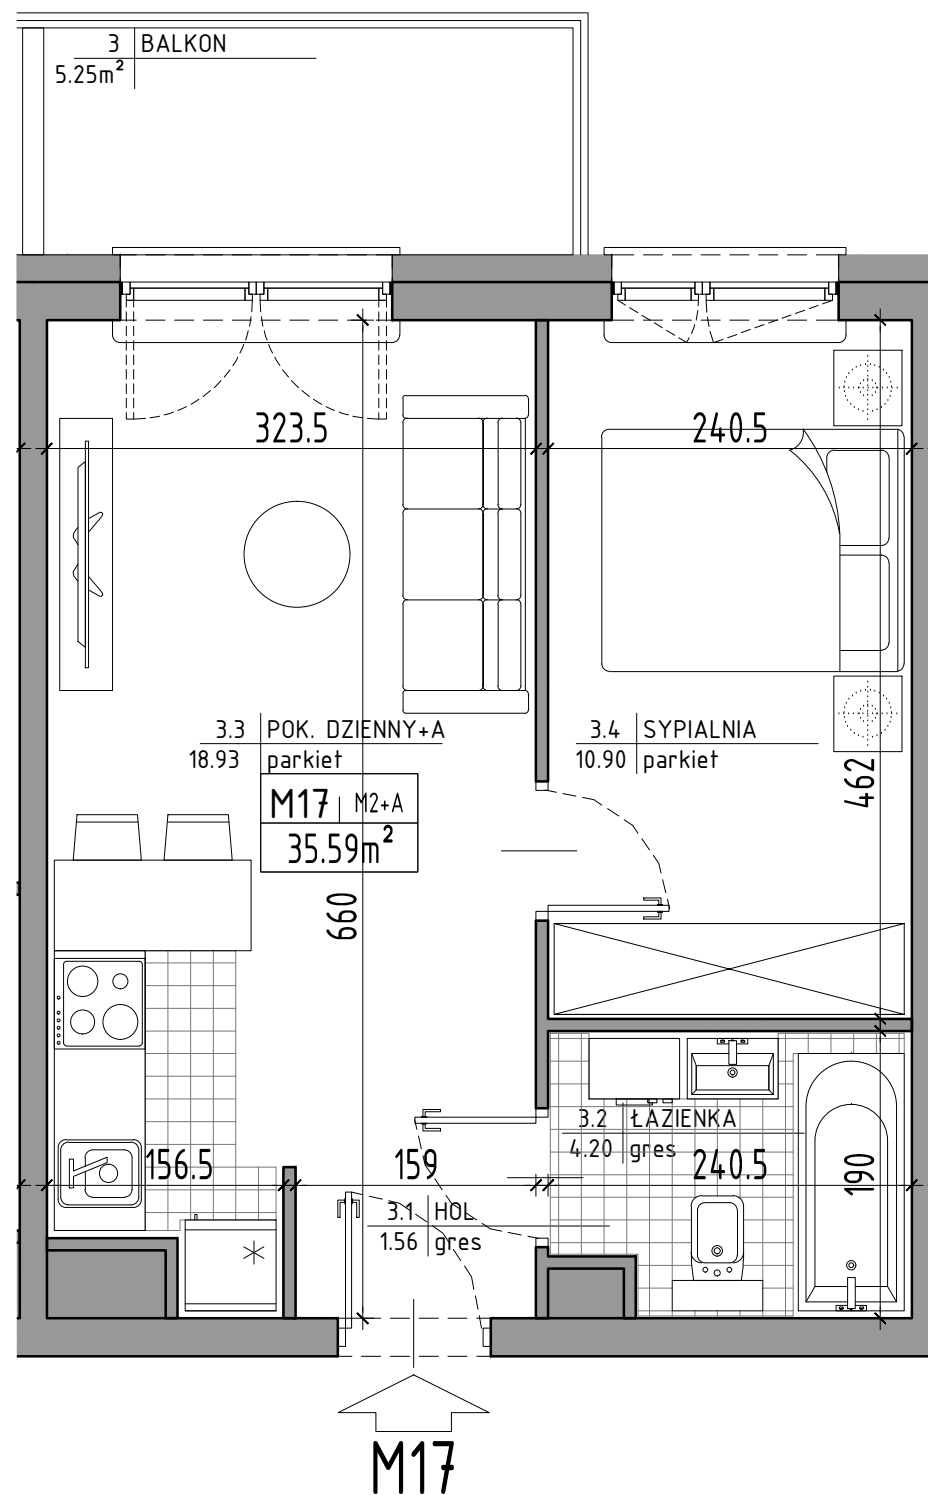 3 BALKON
5.25m²
323.5
240.5
3.3 POK. DZIENNY+A
18.93 parkiet
3.4 SYPIALNIA
10.90 parkiet
M17 M2+A
35.59m²
462
660
3.2 ŁAZIENKA
4.20 gres
156.5
159
240.5
190
3.1 HOL
1.56 gres
M17